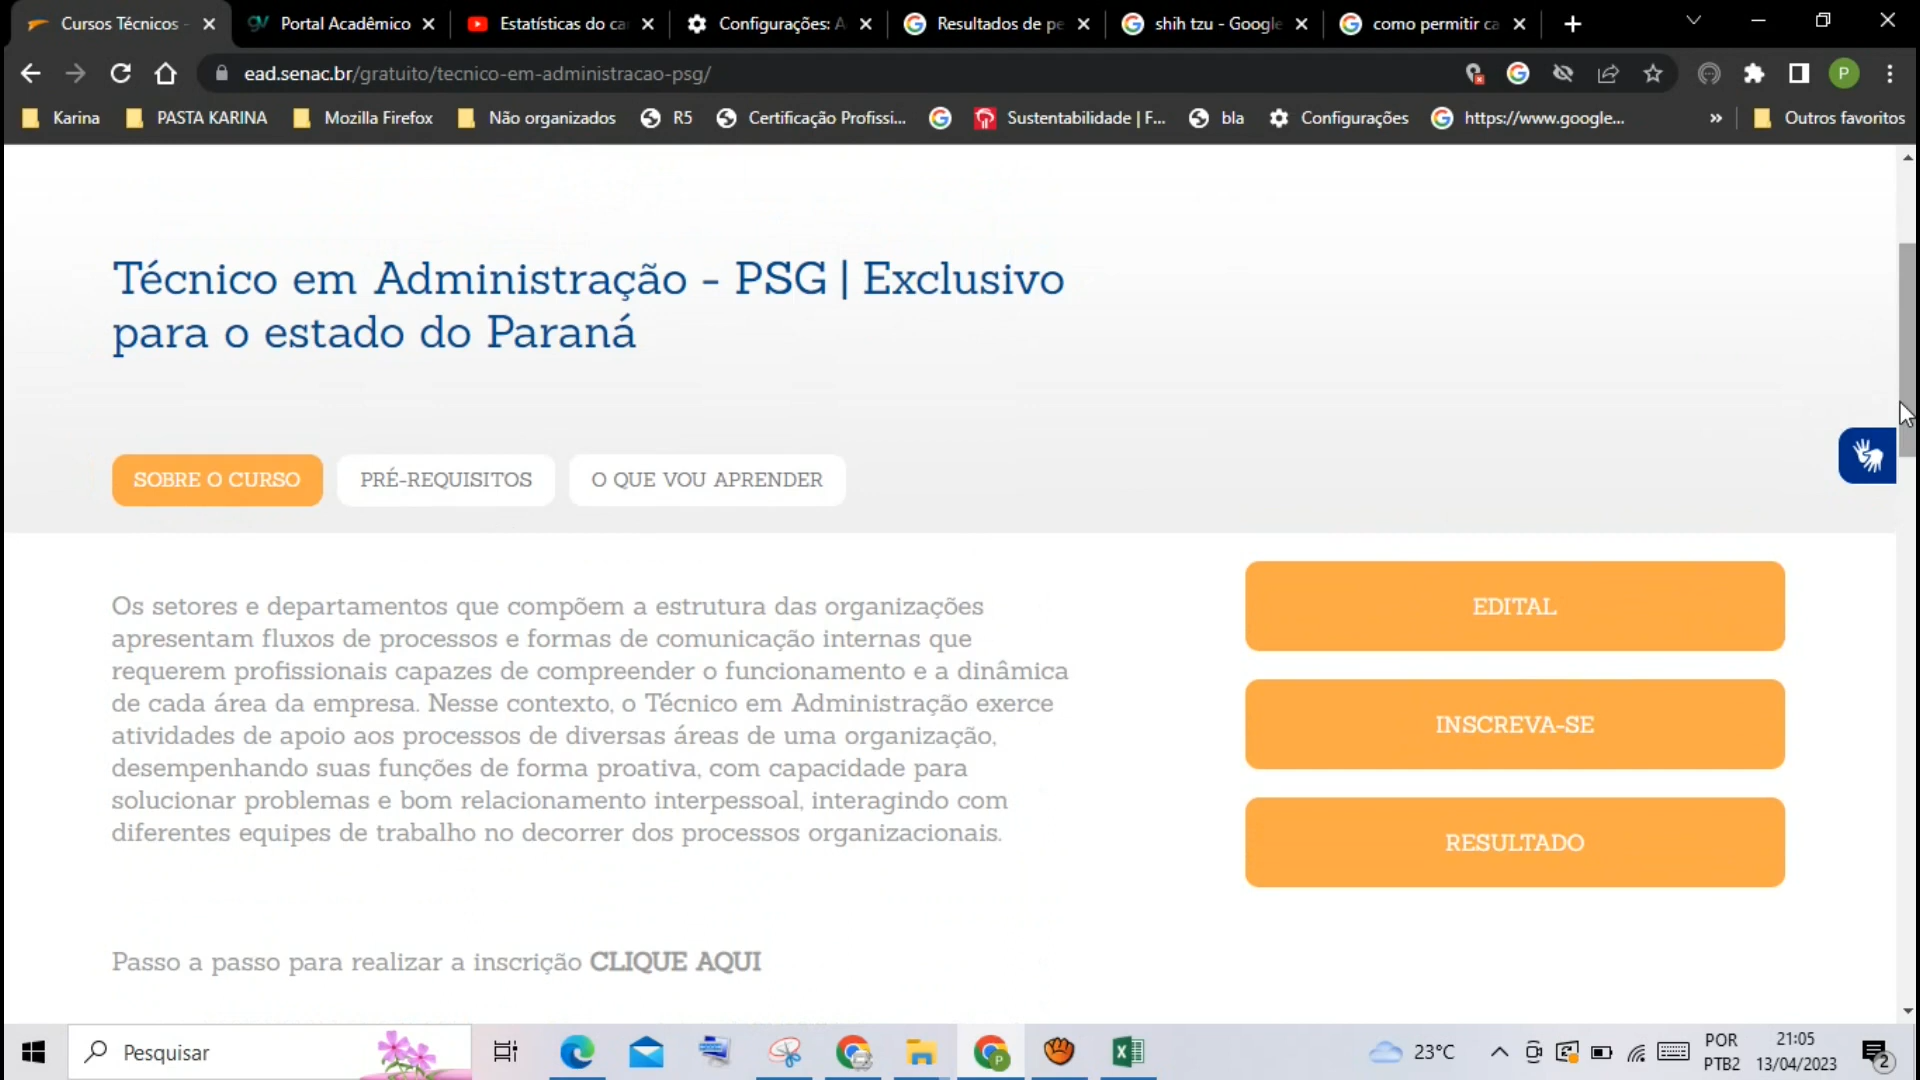 Cursos Técnicos -
Portal Acadêmico
Estatísticas do ca
Configurações: A
Resultados de pe
shih tzu - Google
como permitir ca
ead.senac.br/gratuito/tecnico-em-administracao-psg/
P
Karina
PASTA KARINA
Mozilla Firefox
Não organizados
R5
Certificação Profissi...
Sustentabilidade | F...
bla
Configurações
https://www.google...
»
Outros favoritos
Técnico em Administração - PSG | Exclusivo
para o estado do Paraná
SOBRE O CURSO
PRÉ-REQUISITOS
O QUE VOU APRENDER
Os setores e departamentos que compõem a estrutura das organizações
apresentam fluxos de processos e formas de comunicação internas que
requerem profissionais capazes de compreender o funcionamento e a dinâmica
de cada área da empresa. Nesse contexto, o Técnico em Administração exerce
atividades de apoio aos processos de diversas áreas de uma organização,
desempenhando suas funções de forma proativa, com capacidade para
solucionar problemas e bom relacionamento interpessoal, interagindo com
diferentes equipes de trabalho no decorrer dos processos organizacionais.
EDITAL
INSCREVA-SE
RESULTADO
Passo a passo para realizar a inscrição CLIQUE AQUI
Pesquisar
23°C
POR
PTB2
21:05
13/04/2023
2